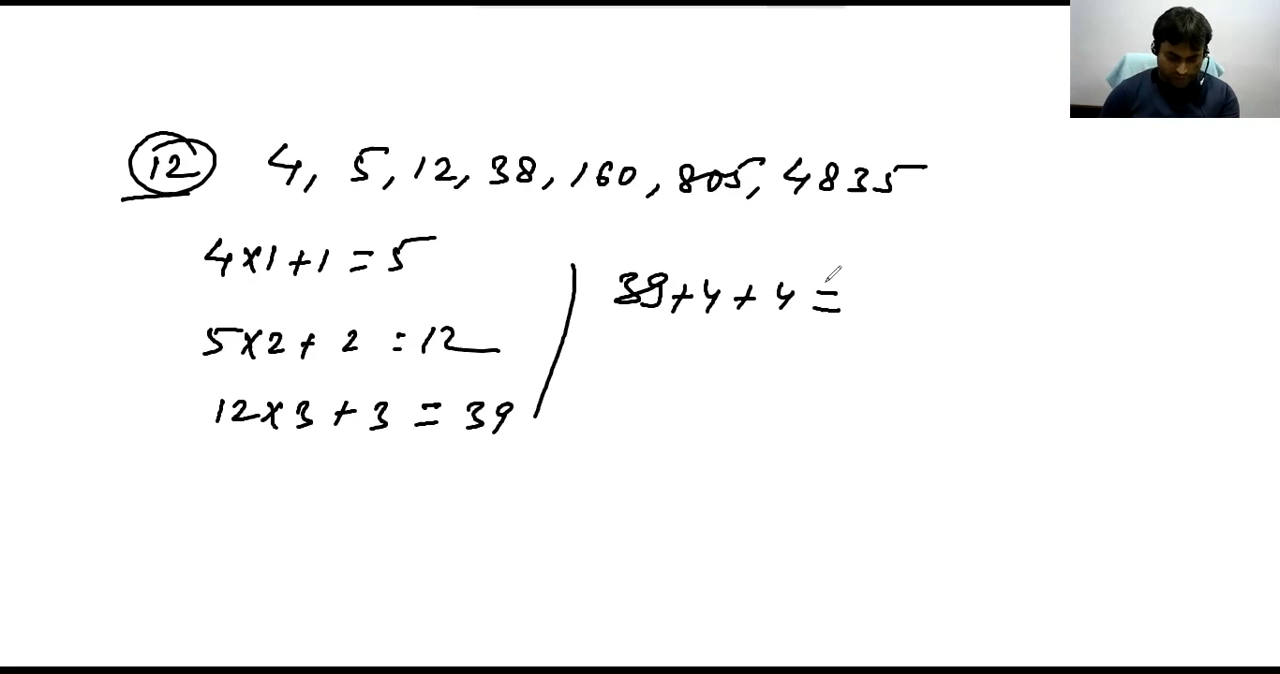 12 4, 5, 12, 38, 160, 805, 4835
4×1+1=5
5×2+2=12
12×3+3=39
39+4+4=